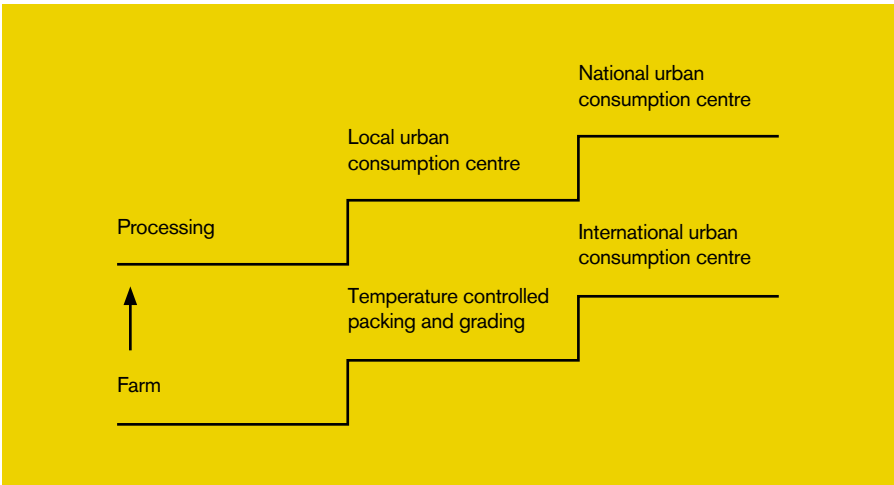 National urban
consumption centre
Local urban
consumption centre
Processing
International urban
consumption centre
Temperature controlled
packing and grading
Farm